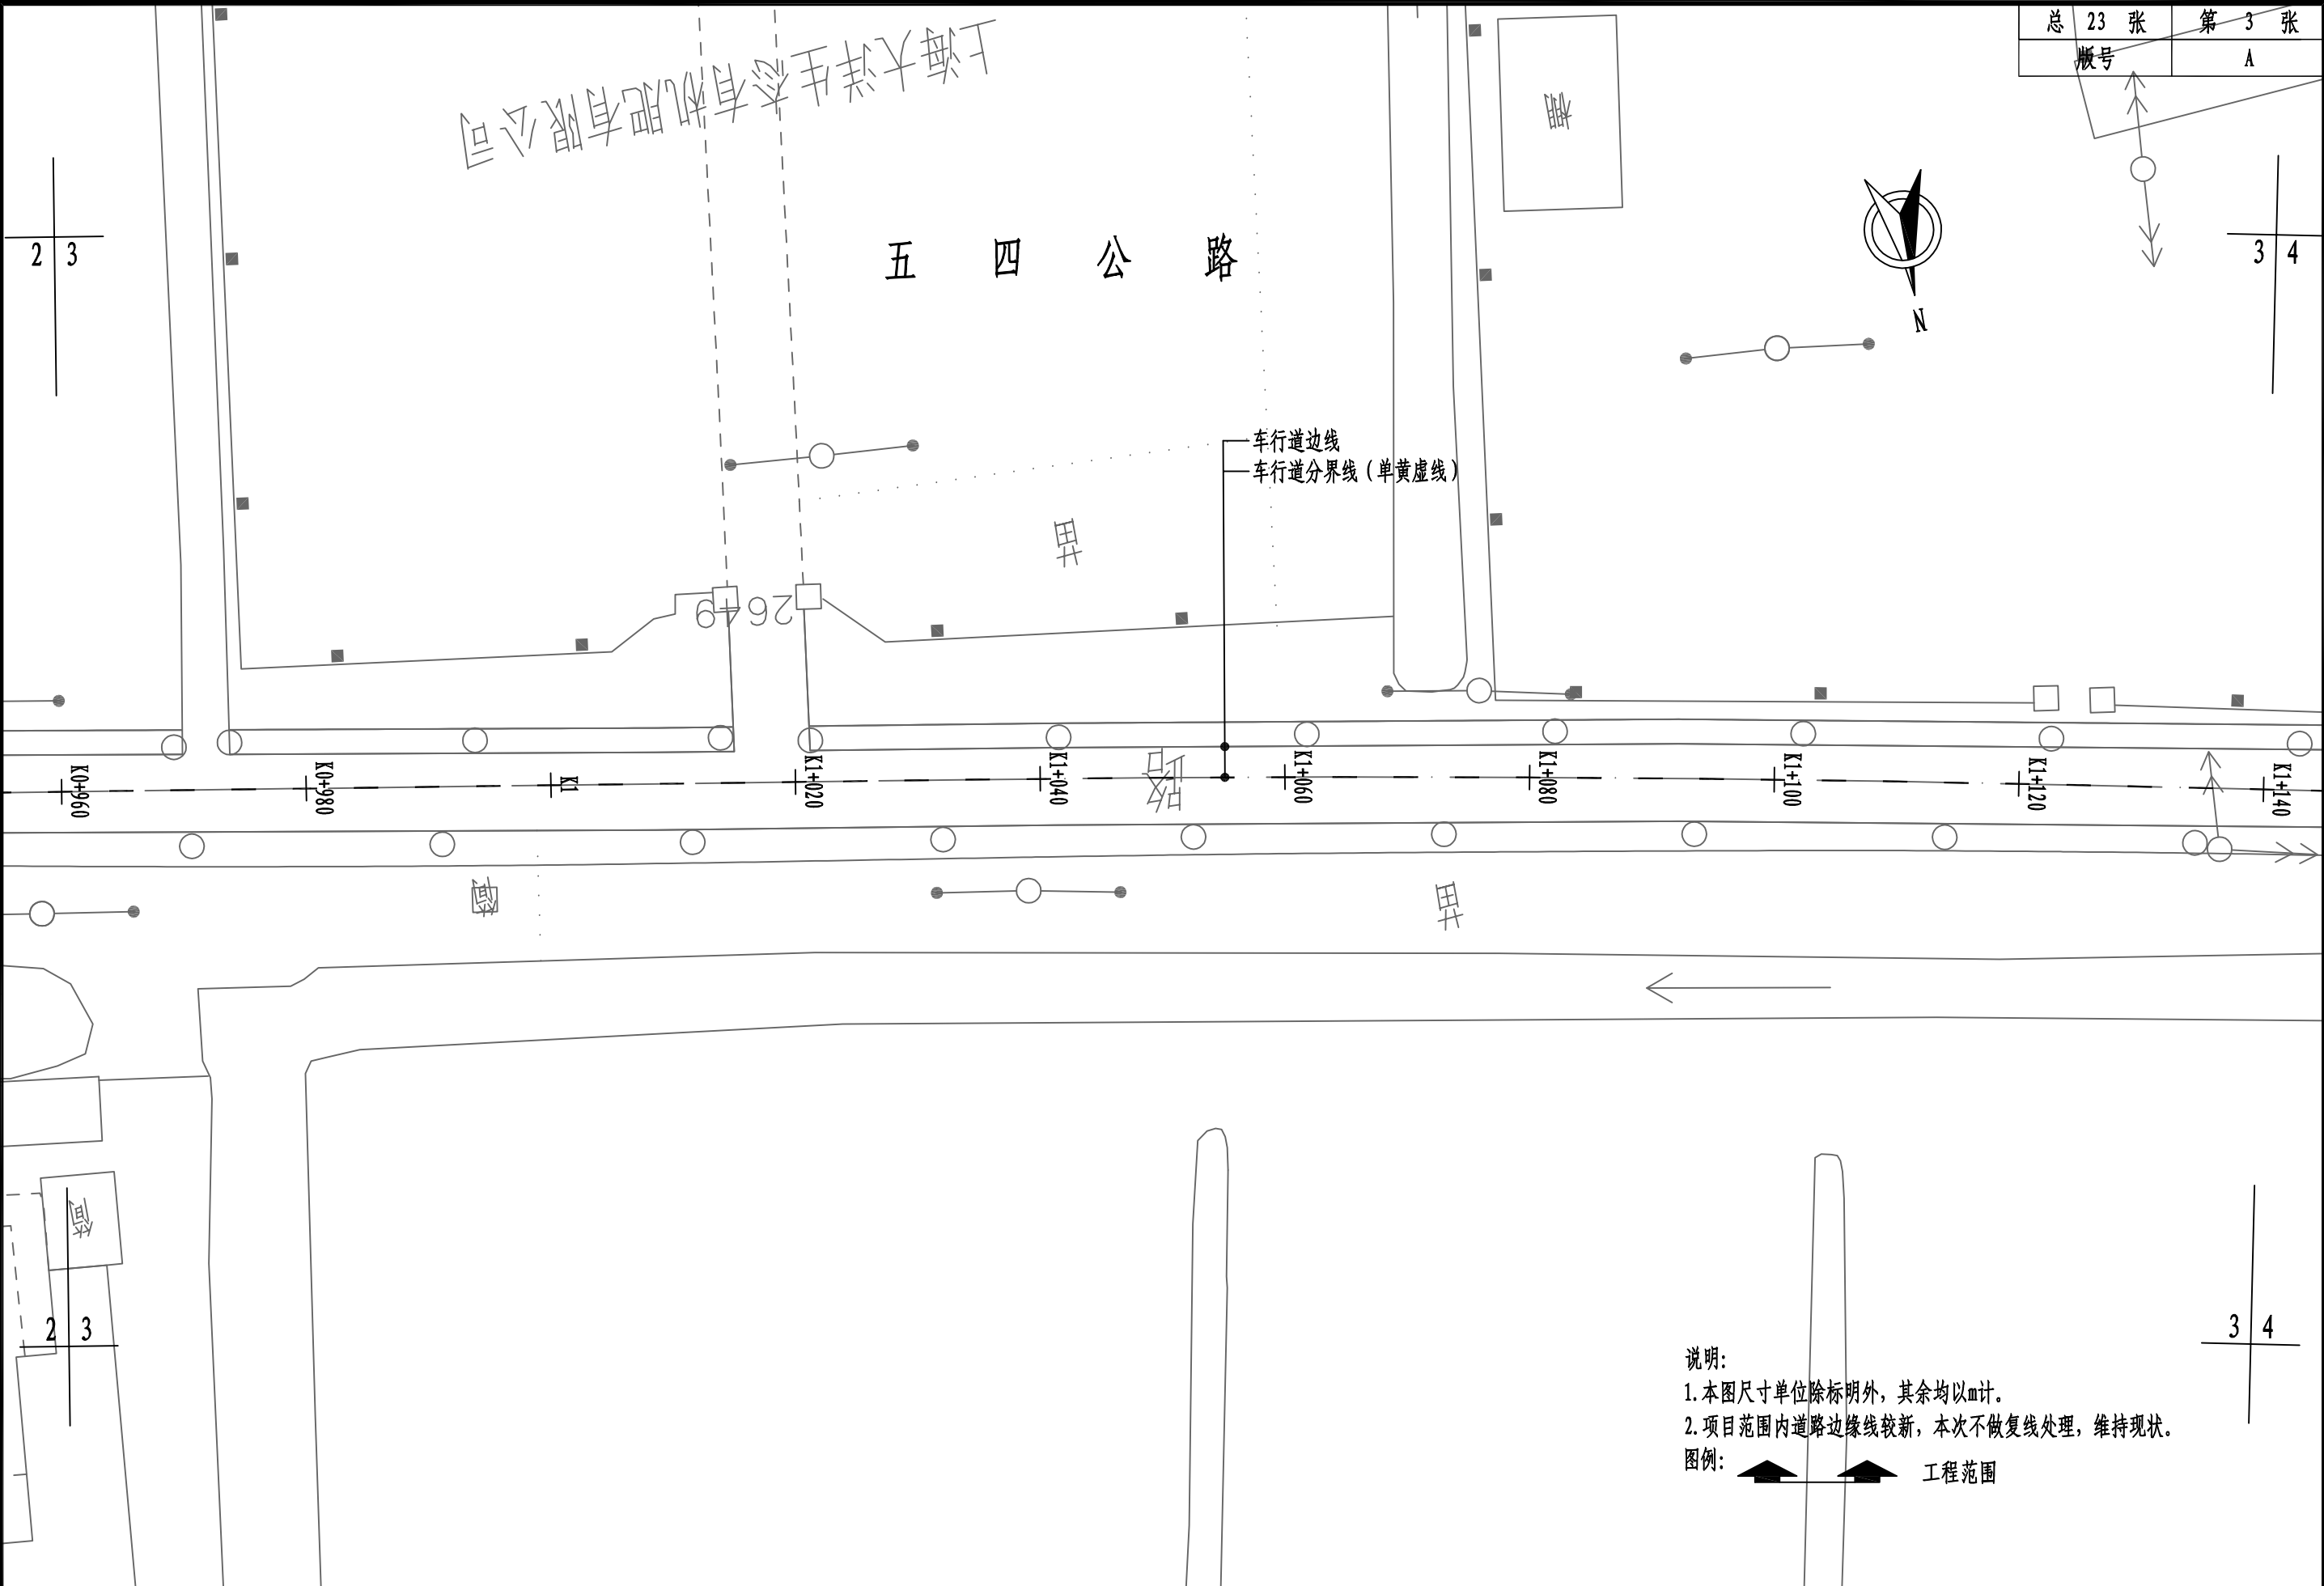 总 23 张 第 3 张
版号 A
上海大洋生态有机肥有限公司
棚
2 3
五四公路
3 4
N
车行道边线
车行道分界线（单黄虚线）
田
2649
K0+960
K0+980
K1
K1+020
K1+040
K1+060
K1+080
K1+100
K1+120
K1+140
田
简
2 3
3 4
说明：
1.本图尺寸单位除标明外，其余均以m计。
2.项目范围内道路边缘线较新，本次不做复线处理，维持现状。
图例： 工程范围